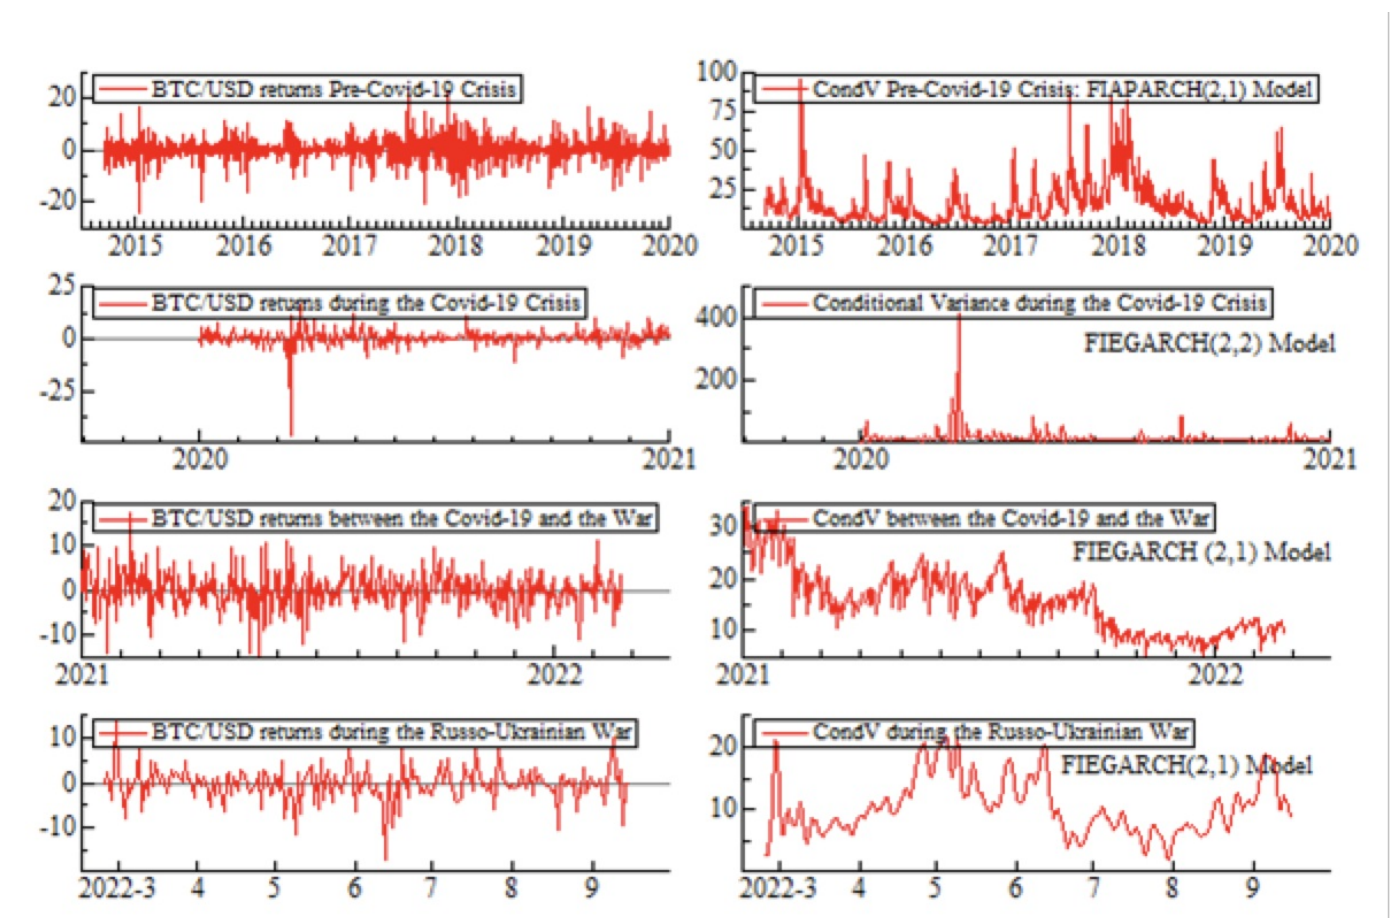 BTC/USD returns Pre-Covid-19 Crisis
20
0
-20
2015 2016 2017 2018 2019 2020
CondV Pre-Covid-19 Crisis: FIAPARCH(2,1) Model
100
75
50
25
2015 2016 2017 2018 2019 2020
BTC/USD returns during the Covid-19 Crisis
25
0
-25
2020 2021
Conditional Variance during the Covid-19 Crisis
FIEGARCH(2,2) Model
400
200
2020 2021
BTC/USD returns between the Covid-19 and the War
20
10
0
-10
2021 2022
CondV between the Covid-19 and the War
FIEGARCH (2,1) Model
30
20
10
2021 2022
BTC/USD returns during the Russo-Ukrainian War
10
0
-10
2022-3 4 5 6 7 8 9
CondV during the Russo-Ukrainian War
FIEGARCH(2,1) Model
20
10
2022-3 4 5 6 7 8 9